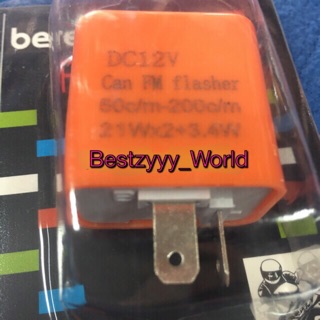 bere
DC12V
Can FM flasher
60c/m-200c/m
21Wx2+3.4W
Bestzyyy_World